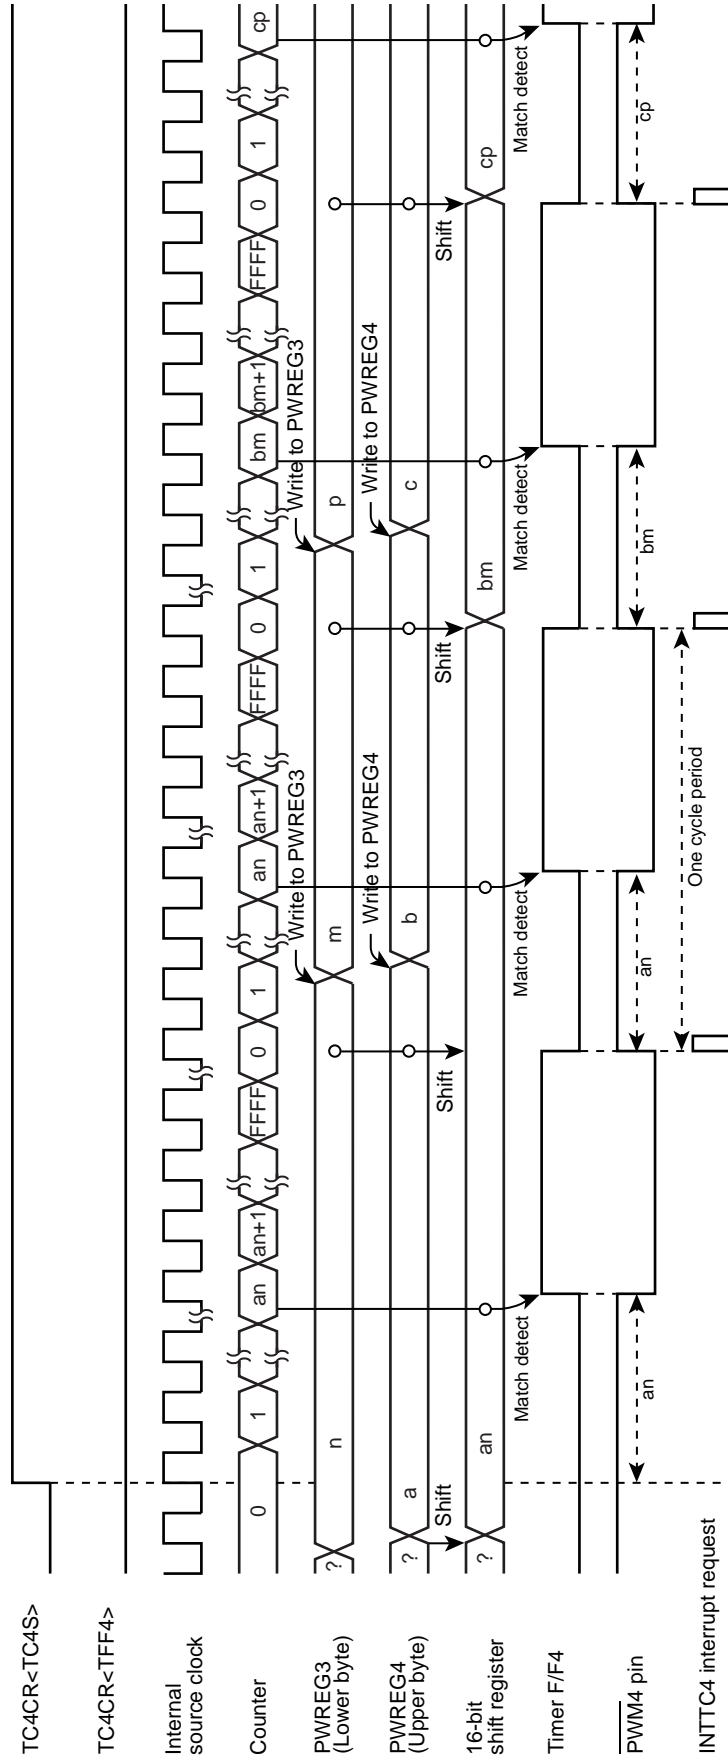 TC4CR<TC4S>
TC4CR<TFF4>
Internal
source clock
Counter
0 1 an an+1 FFFF 0 1 an an+1 FFFF 0 1 bm bm+1 FFFF 0 1 cp
Write to PWREG3
Write to PWREG3
PWREG3
(Lower byte)
? n m p
Write to PWREG4
Write to PWREG4
PWREG4
(Upper byte)
? a b c
Shift
Shift
Shift
Shift
16-bit
shift register
? an bm cp
Match detect
Match detect
Match detect
Match detect
Timer F/F4
PWM4 pin
an an bm cp
One cycle period
INTTC4 interrupt request